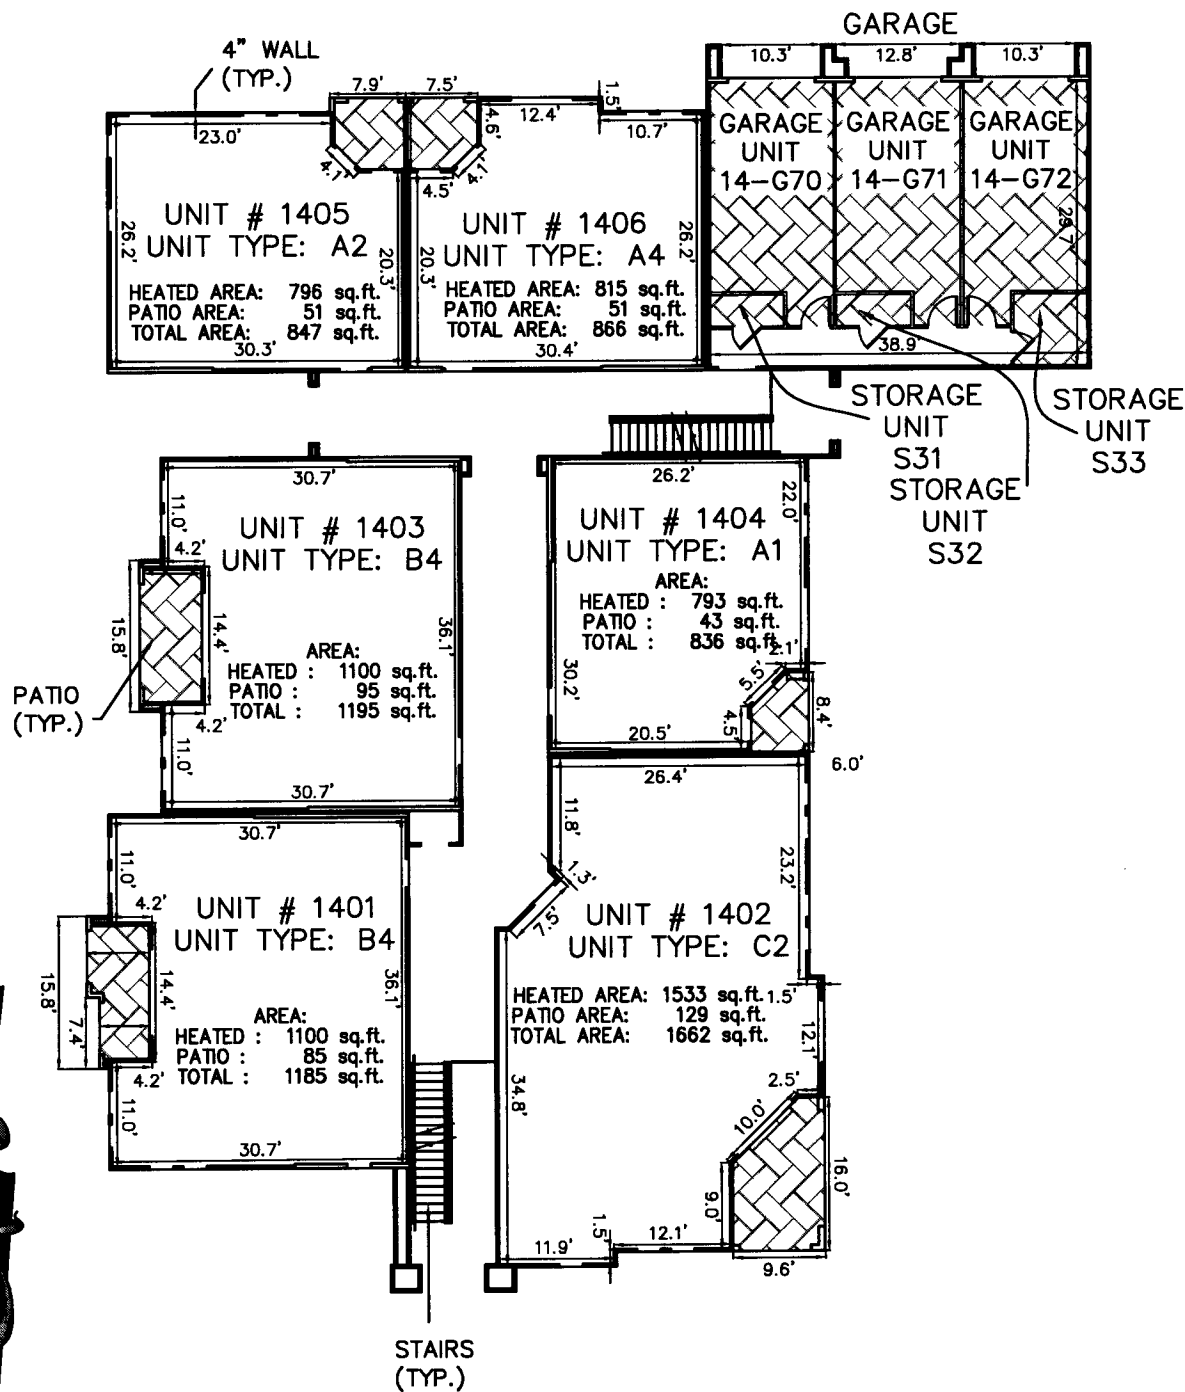 GARAGE
4" WALL
(TYP.)
10.3'
12.8'
10.3'
7.9'
7.5'
1.5'
12.4'
4.6'
10.7'
23.0'
4.1'
4.1'
4.5'
GARAGE
UNIT
14-G70
GARAGE
UNIT
14-G71
GARAGE
UNIT
14-G72
29.7'
UNIT # 1405
UNIT TYPE: A2
26.2'
20.3'
HEATED AREA: 796 sq.ft.
PATIO AREA: 51 sq.ft.
TOTAL AREA: 847 sq.ft.
30.3'
UNIT # 1406
UNIT TYPE: A4
20.3'
26.2'
HEATED AREA: 815 sq.ft.
PATIO AREA: 51 sq.ft.
TOTAL AREA: 866 sq.ft.
30.4'
38.9'
STORAGE
UNIT
S31
STORAGE
UNIT
S32
STORAGE
UNIT
S33
30.7'
11.0'
UNIT # 1403
UNIT TYPE: B4
4.2'
15.8'
14.4'
36.1'
AREA:
HEATED : 1100 sq.ft.
PATIO : 95 sq.ft.
TOTAL : 1195 sq.ft.
PATIO
(TYP.)
4.2'
11.0'
30.7'
26.2'
22.0'
UNIT # 1404
UNIT TYPE: A1
AREA:
HEATED : 793 sq.ft.
PATIO : 43 sq.ft.
TOTAL : 836 sq.ft.
2.1'
30.2'
5.5'
4.5'
8.4'
20.5'
6.0'
30.7'
11.0'
4.2'
UNIT # 1401
UNIT TYPE: B4
15.8'
14.4'
7.4'
36.1'
AREA:
HEATED : 1100 sq.ft.
PATIO : 85 sq.ft.
TOTAL : 1185 sq.ft.
4.2'
11.0'
30.7'
26.4'
11.8'
23.2'
1.3'
7.5'
UNIT # 1402
UNIT TYPE: C2
HEATED AREA: 1533 sq.ft.
PATIO AREA: 129 sq.ft.
TOTAL AREA: 1662 sq.ft.
1.5'
12.1'
34.8'
2.5'
10.0'
16.0'
9.0'
1.5'
11.9'
12.1'
9.6'
STAIRS
(TYP.)